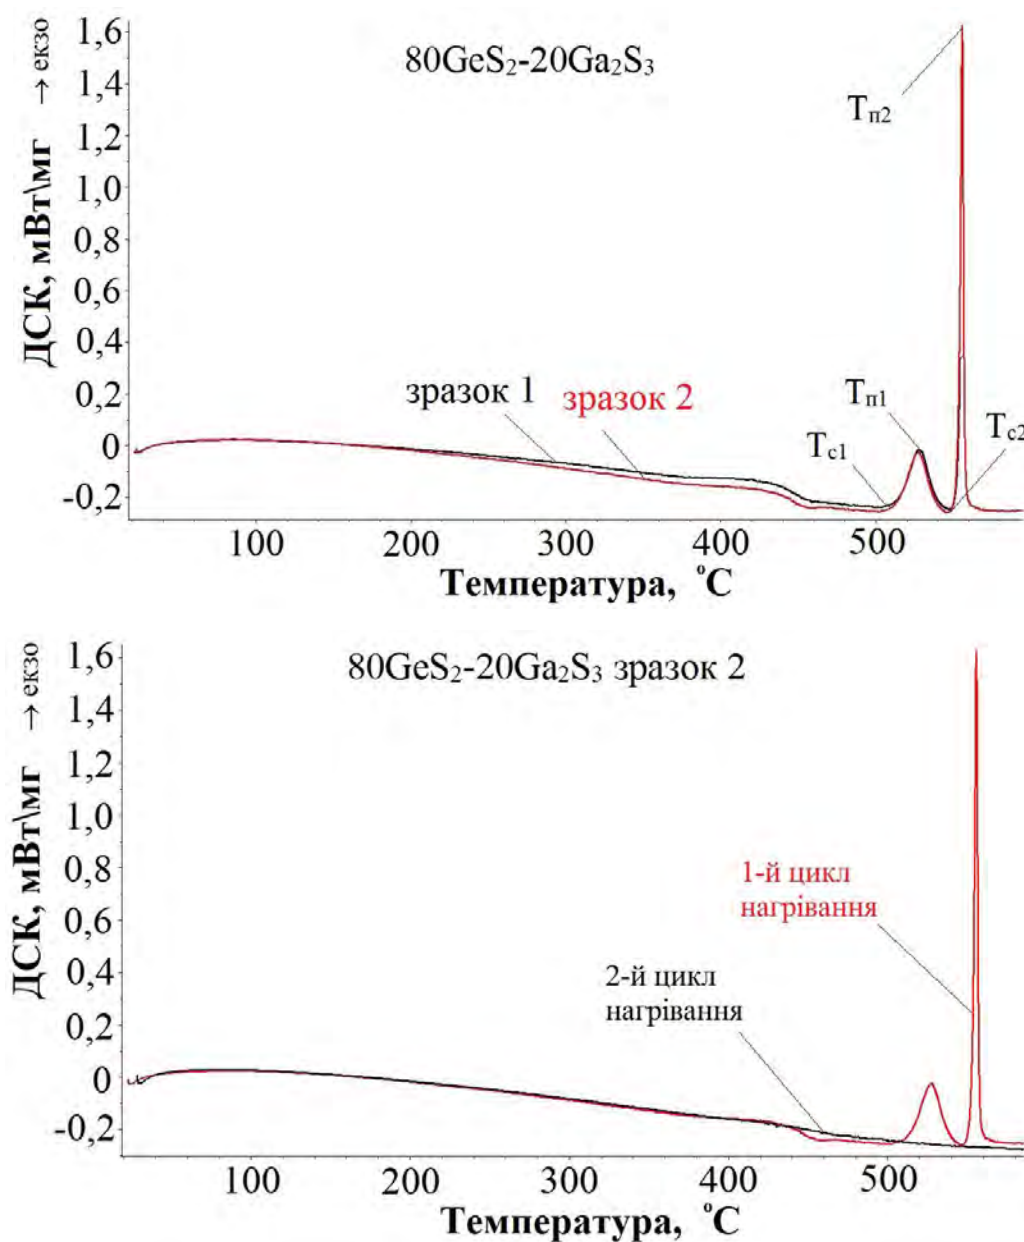 80GeS₂-20Ga₂S₃
ДСК, мВт\мг → екзо
1,6
1,4
1,2
1,0
0,8
0,6
0,4
0,2
0
-0,2
Tп2
Tп1
Tс1
Tс2
зразок 1
зразок 2
100 200 300 400 500
Температура, °C
80GeS₂-20Ga₂S₃ зразок 2
ДСК, мВт\мг → екзо
1,6
1,4
1,2
1,0
0,8
0,6
0,4
0,2
0
-0,2
1-й цикл
нагрівання
2-й цикл
нагрівання
100 200 300 400 500
Температура, °C